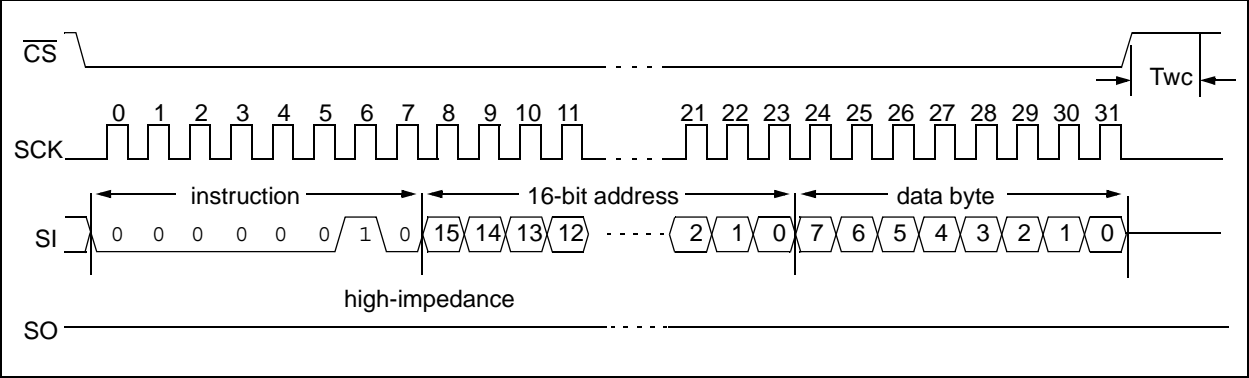 CS
Twc
0 1 2 3 4 5 6 7 8 9 10 11 21 22 23 24 25 26 27 28 29 30 31
SCK
instruction 16-bit address data byte
SI 0 0 0 0 0 0 1 0 15 14 13 12 2 1 0 7 6 5 4 3 2 1 0
high-impedance
SO